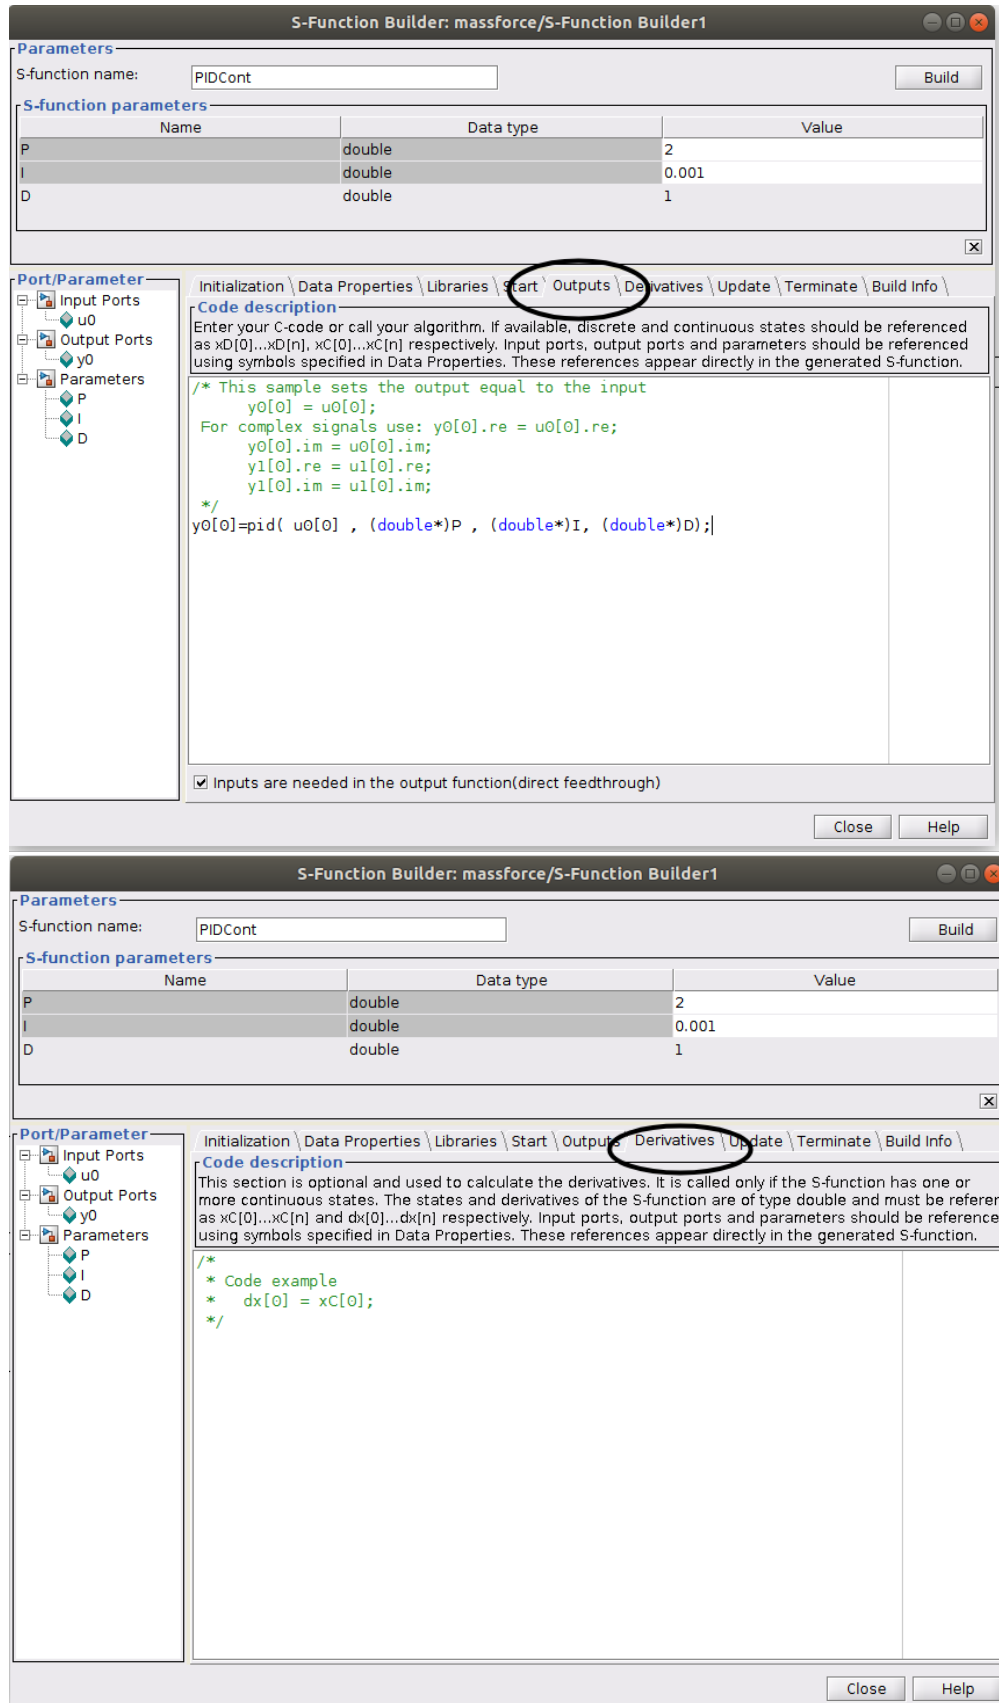 S-Function Builder: massforce/S-Function Builder1
Parameters
S-function name: PIDCont Build
S-function parameters
Name Data type Value
P double 2
I double 0.001
D double 1
Port/Parameter
Input Ports
u0
Output Ports
y0
Parameters
P
I
D
Initialization Data Properties Libraries Start Outputs Derivatives Update Terminate Build Info
Code description
Enter your C-code or call your algorithm. If available, discrete and continuous states should be referenced
as xD[0]...xD[n], xC[0]...xC[n] respectively. Input ports, output ports and parameters should be referenced
using symbols specified in Data Properties. These references appear directly in the generated S-function.
/* This sample sets the output equal to the input
y0[0] = u0[0];
For complex signals use: y0[0].re = u0[0].re;
y0[0].im = u0[0].im;
y1[0].re = u1[0].re;
y1[0].im = u1[0].im;
*/
y0[0]=pid( u0[0] , (double*)P , (double*)I, (double*)D);
Inputs are needed in the output function(direct feedthrough)
Close Help
S-Function Builder: massforce/S-Function Builder1
Parameters
S-function name: PIDCont Build
S-function parameters
Name Data type Value
P double 2
I double 0.001
D double 1
Port/Parameter
Input Ports
u0
Output Ports
y0
Parameters
P
I
D
Initialization Data Properties Libraries Start Outputs Derivatives Update Terminate Build Info
Code description
This section is optional and used to calculate the derivatives. It is called only if the S-function has one or
more continuous states. The states and derivatives of the S-function are of type double and must be referen
as xC[0]...xC[n] and dx[0]...dx[n] respectively. Input ports, output ports and parameters should be reference
using symbols specified in Data Properties. These references appear directly in the generated S-function.
/*
* Code example
* dx[0] = xC[0];
*/
Close Help